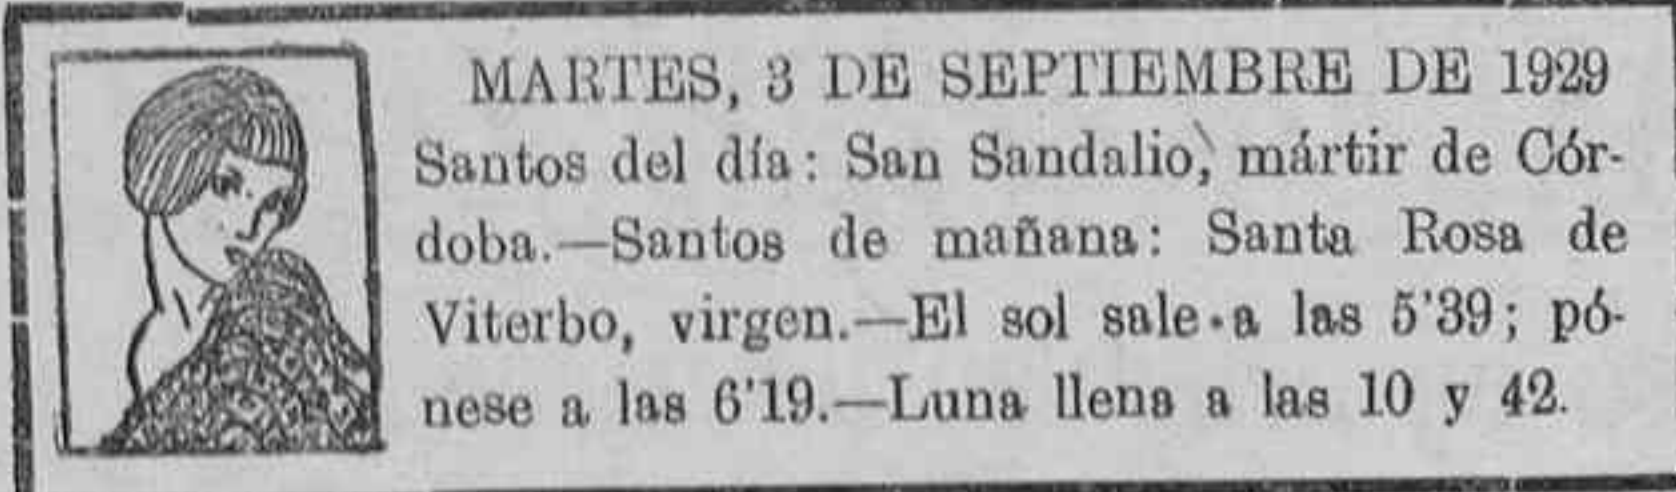 MARTES, 3 DE SEPTIEMBRE DE 1929
Santos del día: San Sandalio, mártir de Cór-
doba.—Santos de mañana: Santa Rosa de
Viterbo, virgen.—El sol sale a las 5'39; pó-
nese a las 6'19.—Luna llena a las 10 y 42.